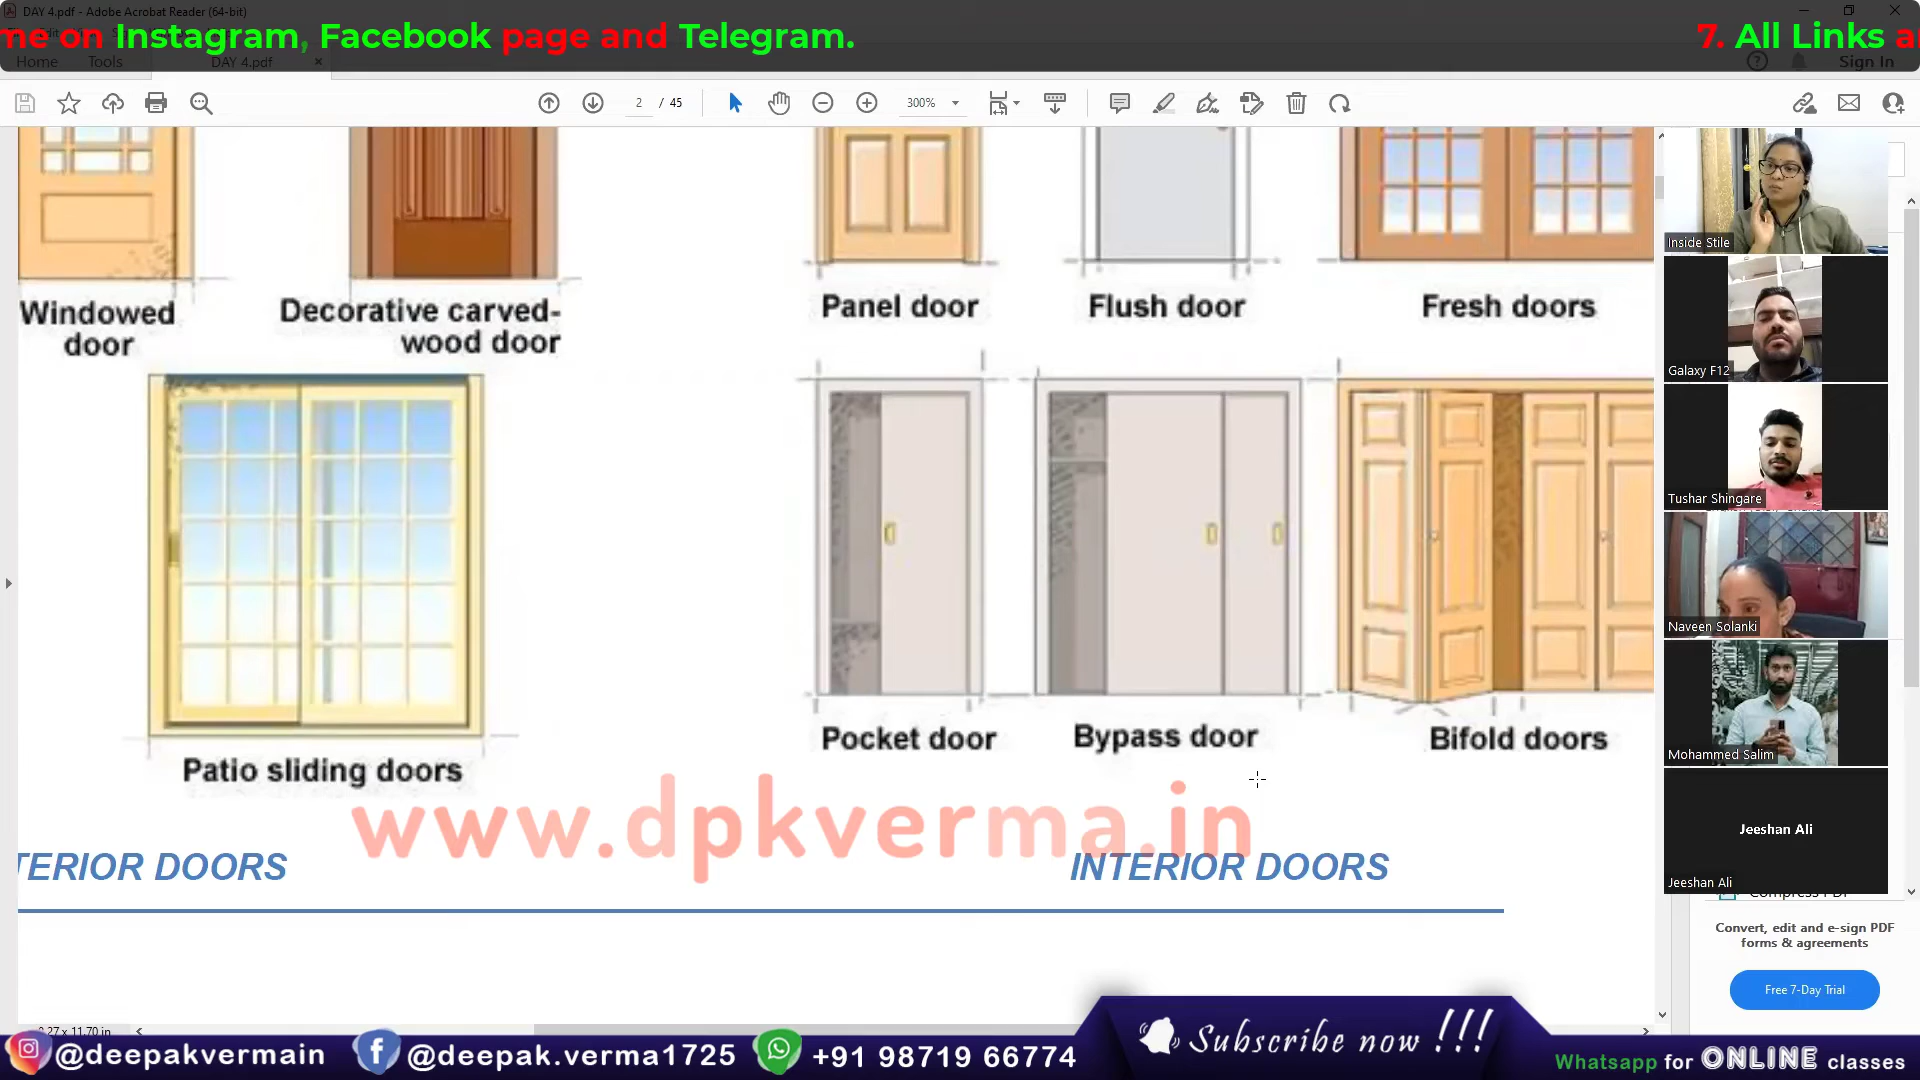 DAY 4.pdf - Adobe Acrobat Reader (64-bit)
me on Instagram, Facebook page and Telegram.
7. All Links
Home Tools DAY 4.pdf ×
Sign In
2 / 45
300%
Windowed
door
Decorative carved-
wood door
Panel door
Flush door
Fresh doors
Patio sliding doors
Pocket door
Bypass door
Bifold doors
www.dpkverma.in
TERIOR DOORS
INTERIOR DOORS
Inside Stile
Galaxy F12
Tushar Shingare
Naveen Solanki
Mohammed Salim
Jeeshan Ali
Jeeshan Ali
Convert, edit and e-sign PDF
forms & agreements
Free 7-Day Trial
@deepakvermain
@deepak.verma1725
+91 98719 66774
Subscribe now !!!
Whatsapp for ONLINE classes